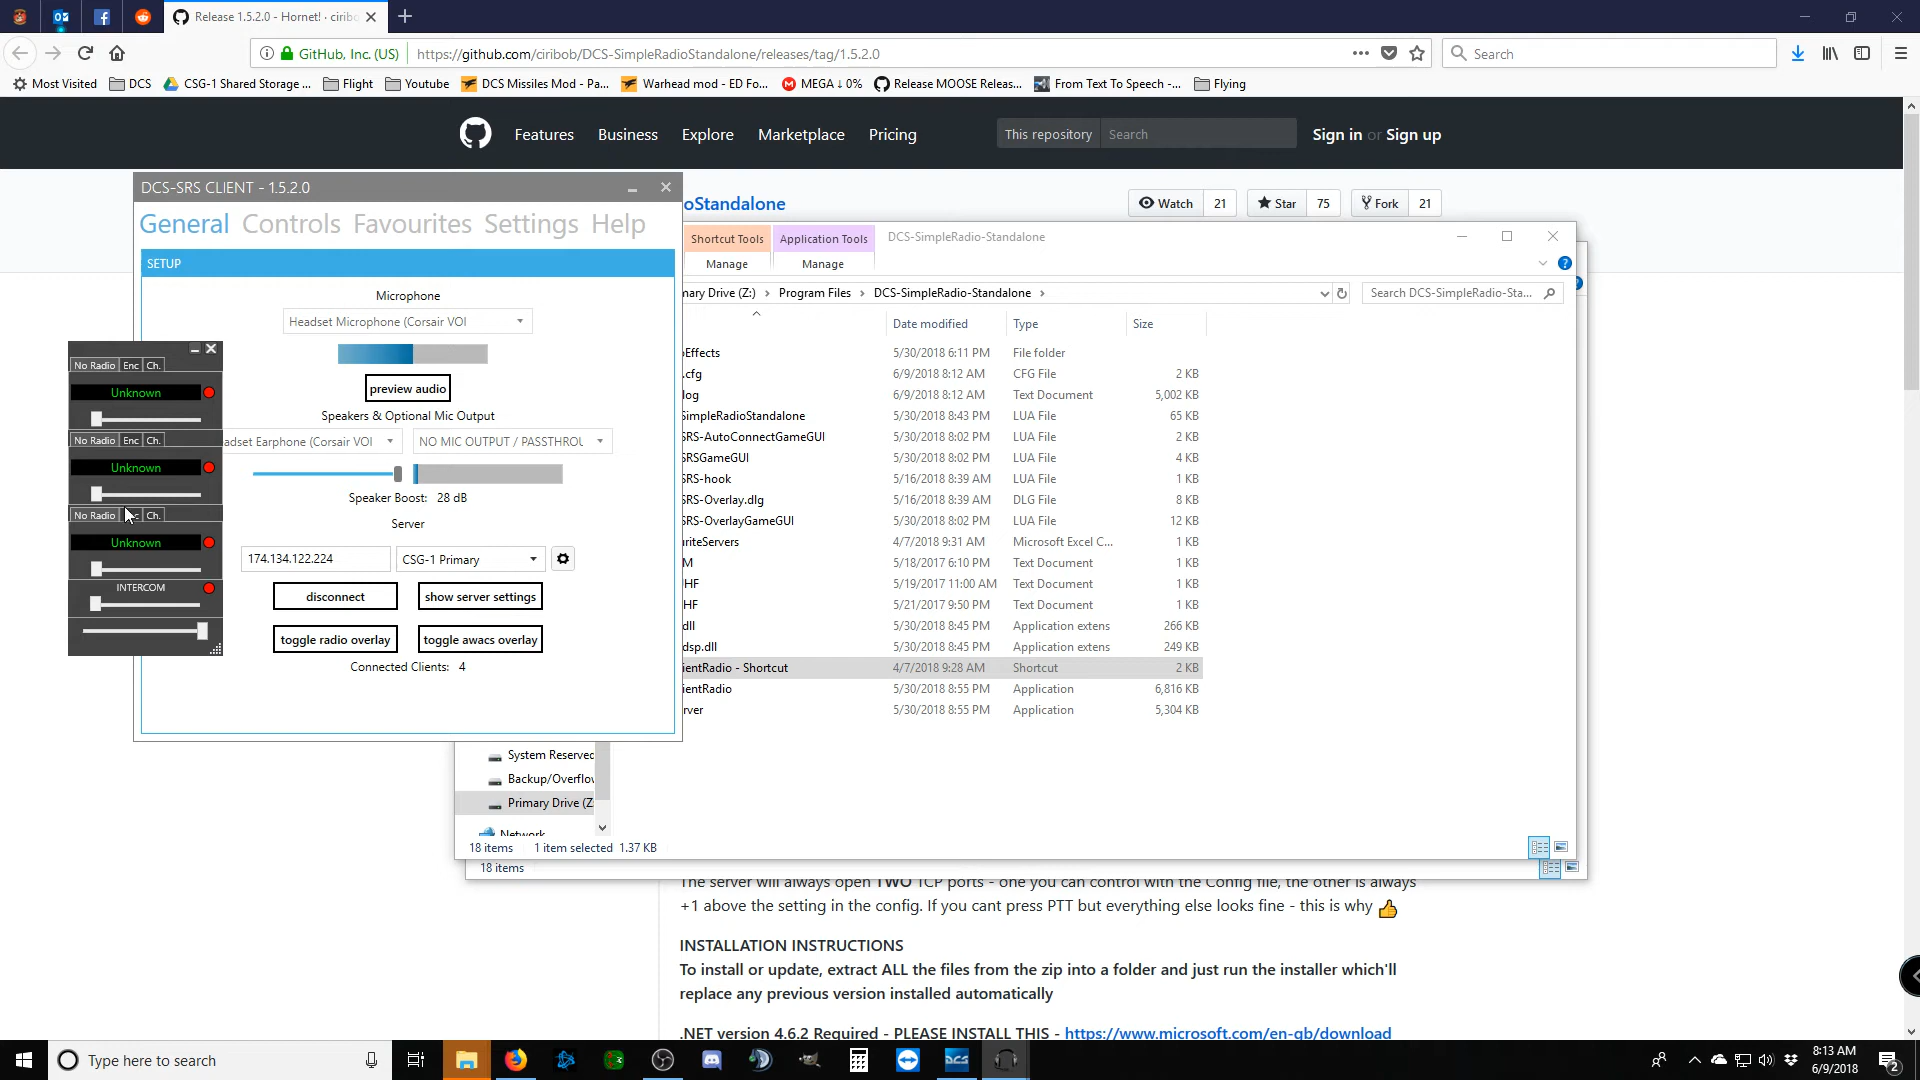 Release 1.5.2.0 - Hornet! · cirib
GitHub, Inc. (US)
https://github.com/ciribob/DCS-SimpleRadioStandalone/releases/tag/1.5.2.0
Search
Most Visited
DCS
CSG-1 Shared Storage ...
Flight
Youtube
DCS Missiles Mod - Pa...
Warhead mod - ED Fo...
MEGA ↓ 0%
Release MOOSE Releas...
From Text To Speech -...
Flying
Features
Business
Explore
Marketplace
Pricing
This repository
Search
Sign in or Sign up
oStandalone
Watch 21
Star 75
Fork 21
DCS-SRS CLIENT - 1.5.2.0
General Controls Favourites Settings Help
SETUP
Microphone
Headset Microphone (Corsair VOI
preview audio
Speakers & Optional Mic Output
adset Earphone (Corsair VOI
NO MIC OUTPUT / PASSTHROU
Speaker Boost: 28 dB
Server
174.134.122.224
CSG-1 Primary
disconnect
show server settings
toggle radio overlay
toggle awacs overlay
Connected Clients: 4
No Radio Enc Ch.
Unknown
No Radio Enc Ch.
Unknown
No Radio Ch.
Unknown
INTERCOM
Shortcut Tools
Application Tools
DCS-SimpleRadio-Standalone
Manage
Manage
mary Drive (Z:) › Program Files › DCS-SimpleRadio-Standalone ›
Search DCS-SimpleRadio-Sta...
Date modified Type Size
Effects 5/30/2018 6:11 PM File folder
.cfg 6/9/2018 8:12 AM CFG File 2 KB
log 6/9/2018 8:12 AM Text Document 5,002 KB
SimpleRadioStandalone 5/30/2018 8:43 PM LUA File 65 KB
SRS-AutoConnectGameGUI 5/30/2018 8:02 PM LUA File 2 KB
SRSGameGUI 5/30/2018 8:02 PM LUA File 4 KB
SRS-hook 5/16/2018 8:39 AM LUA File 1 KB
SRS-Overlay.dlg 5/16/2018 8:39 AM DLG File 8 KB
SRS-OverlayGameGUI 5/30/2018 8:02 PM LUA File 12 KB
riteServers 4/7/2018 9:31 AM Microsoft Excel C... 1 KB
M 5/18/2017 6:10 PM Text Document 1 KB
HF 5/19/2017 11:00 AM Text Document 1 KB
HF 5/21/2017 9:50 PM Text Document 1 KB
dll 5/30/2018 8:45 PM Application extens 266 KB
dsp.dll 5/30/2018 8:45 PM Application extens 249 KB
ientRadio - Shortcut 4/7/2018 9:28 AM Shortcut 2 KB
ientRadio 5/30/2018 8:55 PM Application 6,816 KB
rver 5/30/2018 8:55 PM Application 5,304 KB
System Reserved
Backup/Overflow
Primary Drive (Z
Network
18 items 1 item selected 1.37 KB
18 items
The server will always open TWO TCP ports - one you can control with the Config file, the other is always
+1 above the setting in the config. If you cant press PTT but everything else looks fine - this is why
INSTALLATION INSTRUCTIONS
To install or update, extract ALL the files from the zip into a folder and just run the installer which'll
replace any previous version installed automatically
.NET version 4.6.2 Required - PLEASE INSTALL THIS - https://www.microsoft.com/en-gb/download
Type here to search
DCS
8:13 AM
6/9/2018
2